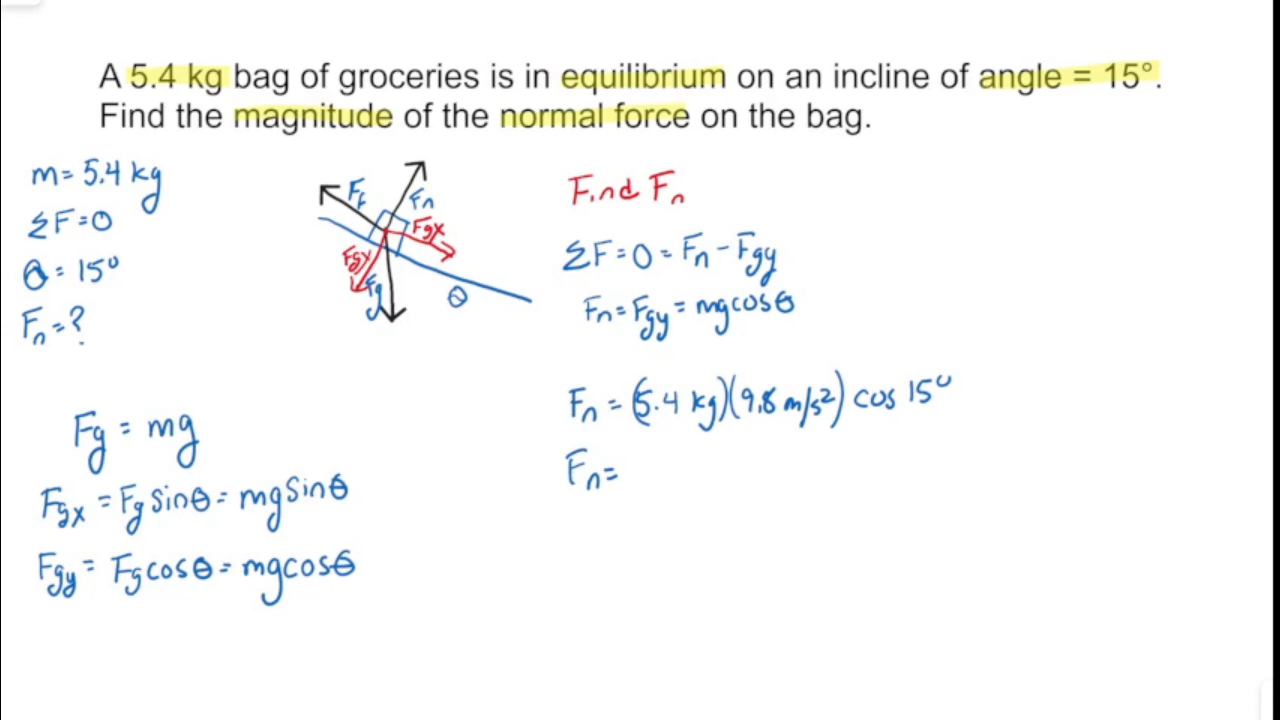 A 5.4 kg bag of groceries is in equilibrium on an incline of angle = 15°.
Find the magnitude of the normal force on the bag.
m = 5.4 kg
ΣF = 0
θ = 15°
Fn = ?
Ff
Fn
Fgx
Fgy
Fg
θ
Fg = mg
Fgx = Fg sinθ = mg sinθ
Fgy = Fg cosθ = mg cosθ
Find Fn
ΣF = 0 = Fn - Fgy
Fn = Fgy = mg cosθ
Fn = (5.4 kg)(9.8 m/s²) cos 15°
Fn =